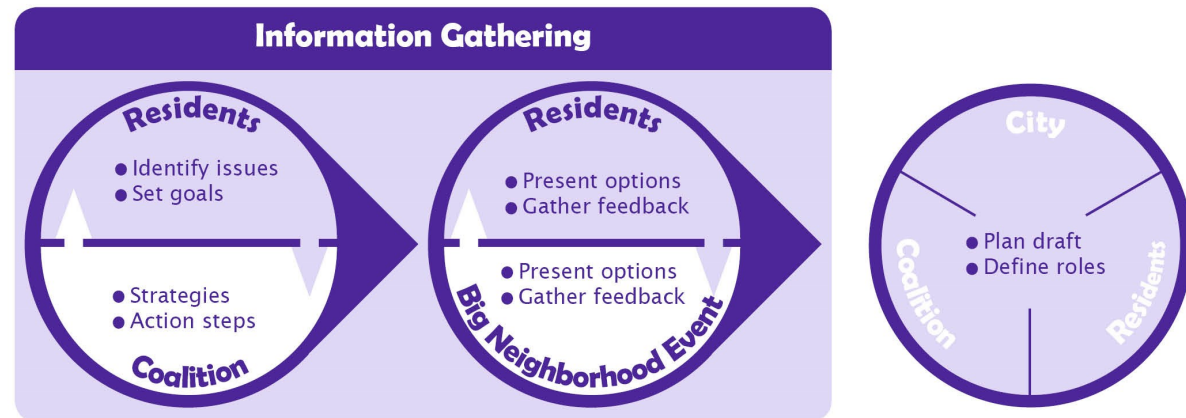 Information Gathering
Residents
● Identify issues
● Set goals
● Strategies
● Action steps
Coalition
Residents
● Present options
● Gather feedback
● Present options
● Gather feedback
Big Neighborhood Event
City
● Plan draft
● Define roles
Coalition
Residents